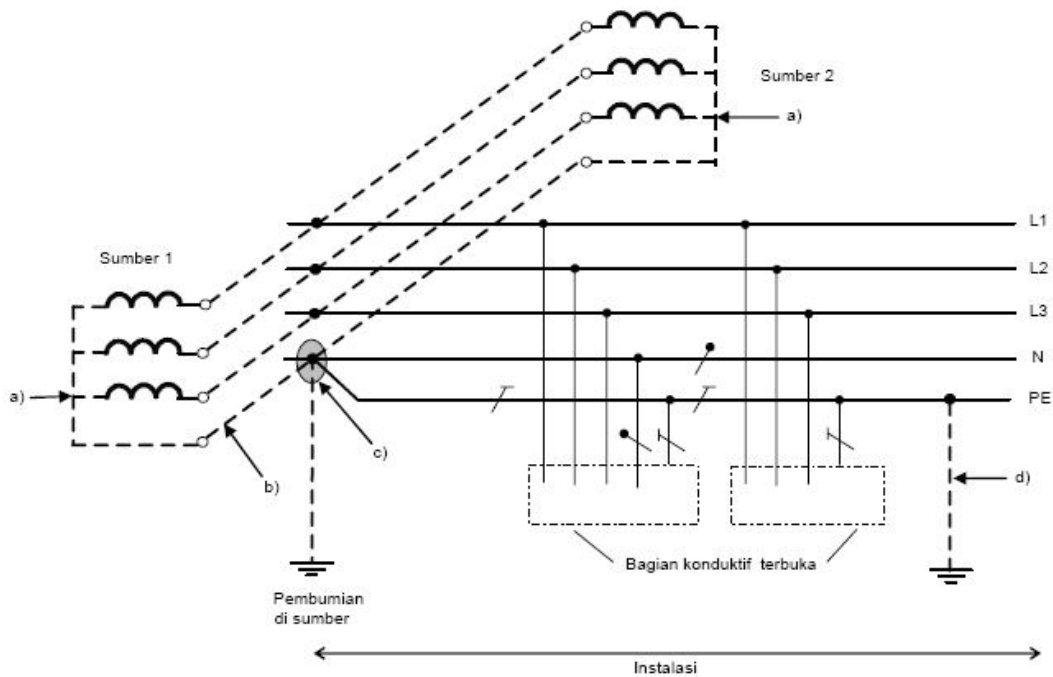 Sumber 2
a)
L1
Sumber 1
L2
L3
N
a)
PE
c)
b)
d)
Bagian konduktif terbuka
Pembumian
di sumber
Instalasi